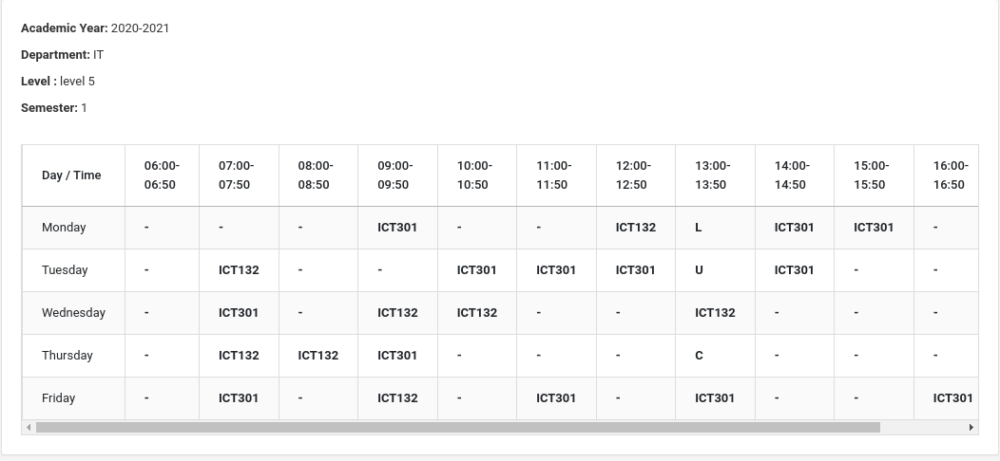 Academic Year: 2020-2021
Department: IT
Level : level 5
Semester: 1
Day / Time 06:00-06:50 07:00-07:50 08:00-08:50 09:00-09:50 10:00-10:50 11:00-11:50 12:00-12:50 13:00-13:50 14:00-14:50 15:00-15:50 16:00-16:50
Monday - - - ICT301 - - ICT132 L ICT301 ICT301 -
Tuesday - ICT132 - - ICT301 ICT301 ICT301 U ICT301 - -
Wednesday - ICT301 - ICT132 ICT132 - - ICT132 - - -
Thursday - ICT132 ICT132 ICT301 - - - C - - -
Friday - ICT301 - ICT132 - ICT301 - ICT301 - - ICT301